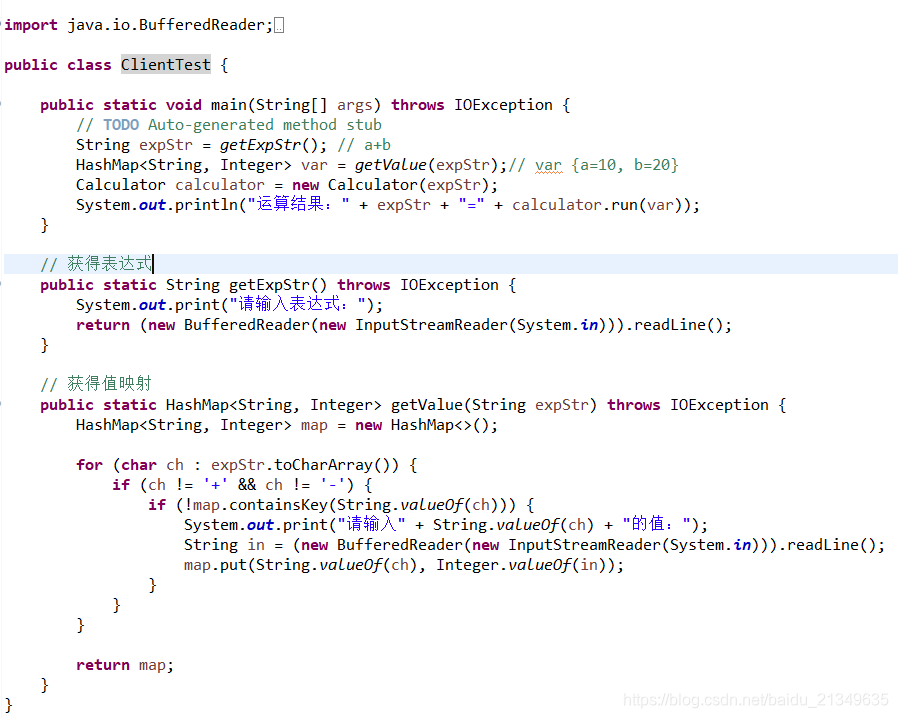 import java.io.BufferedReader;
public class ClientTest {
public static void main(String[] args) throws IOException {
// TODO Auto-generated method stub
String expStr = getExpStr(); // a+b
HashMap<String, Integer> var = getValue(expStr);// var {a=10, b=20}
Calculator calculator = new Calculator(expStr);
System.out.println("运算结果：" + expStr + "=" + calculator.run(var));
}
// 获得表达式
public static String getExpStr() throws IOException {
System.out.print("请输入表达式：");
return (new BufferedReader(new InputStreamReader(System.in))).readLine();
}
// 获得值映射
public static HashMap<String, Integer> getValue(String expStr) throws IOException {
HashMap<String, Integer> map = new HashMap<>();
for (char ch : expStr.toCharArray()) {
if (ch != '+' && ch != '-') {
if (!map.containsKey(String.valueOf(ch))) {
System.out.print("请输入" + String.valueOf(ch) + "的值：");
String in = (new BufferedReader(new InputStreamReader(System.in))).readLine();
map.put(String.valueOf(ch), Integer.valueOf(in));
}
}
}
return map;
}
}
https://blog.csdn.net/baidu_21349635